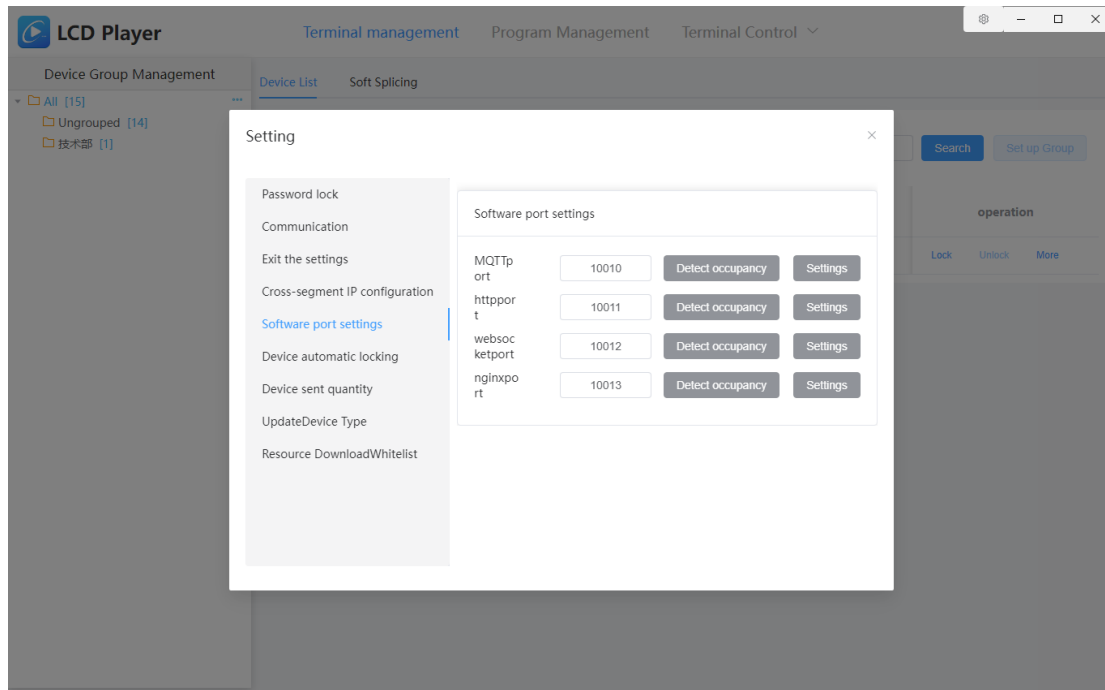 LCD Player
Terminal management
Program Management
Terminal Control
Device Group Management
All [15]
Ungrouped [14]
技术部 [1]
Device List
Soft Splicing
Search
Set up Group
operation
Lock
Unlock
More
Setting
Password lock
Communication
Exit the settings
Cross-segment IP configuration
Software port settings
Device automatic locking
Device sent quantity
UpdateDevice Type
Resource DownloadWhitelist
Software port settings
MQTTp
ort
10010
Detect occupancy
Settings
httppor
t
10011
Detect occupancy
Settings
websoc
ketport
10012
Detect occupancy
Settings
nginxpo
rt
10013
Detect occupancy
Settings